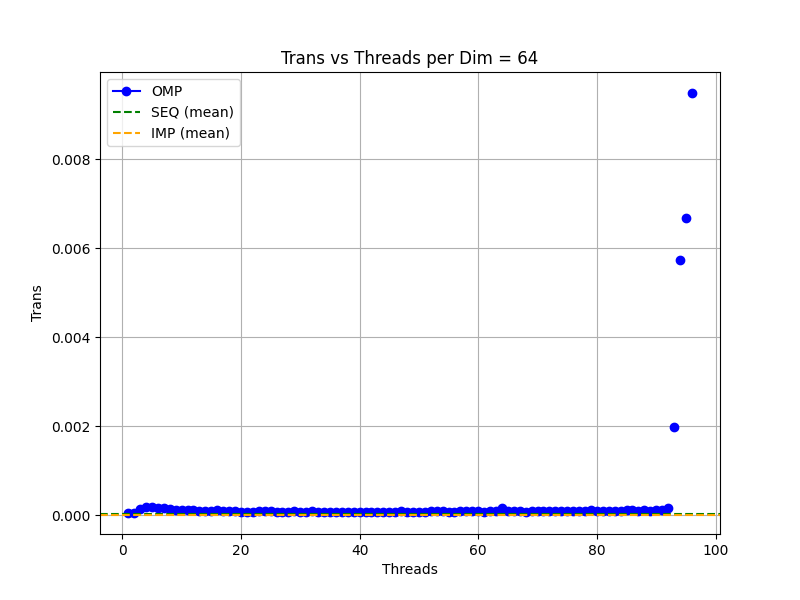 Trans vs Threads per Dim = 64
OMP
SEQ (mean)
IMP (mean)
0.008
0.006
0.004
0.002
0.000
Trans
0 20 40 60 80 100
Threads